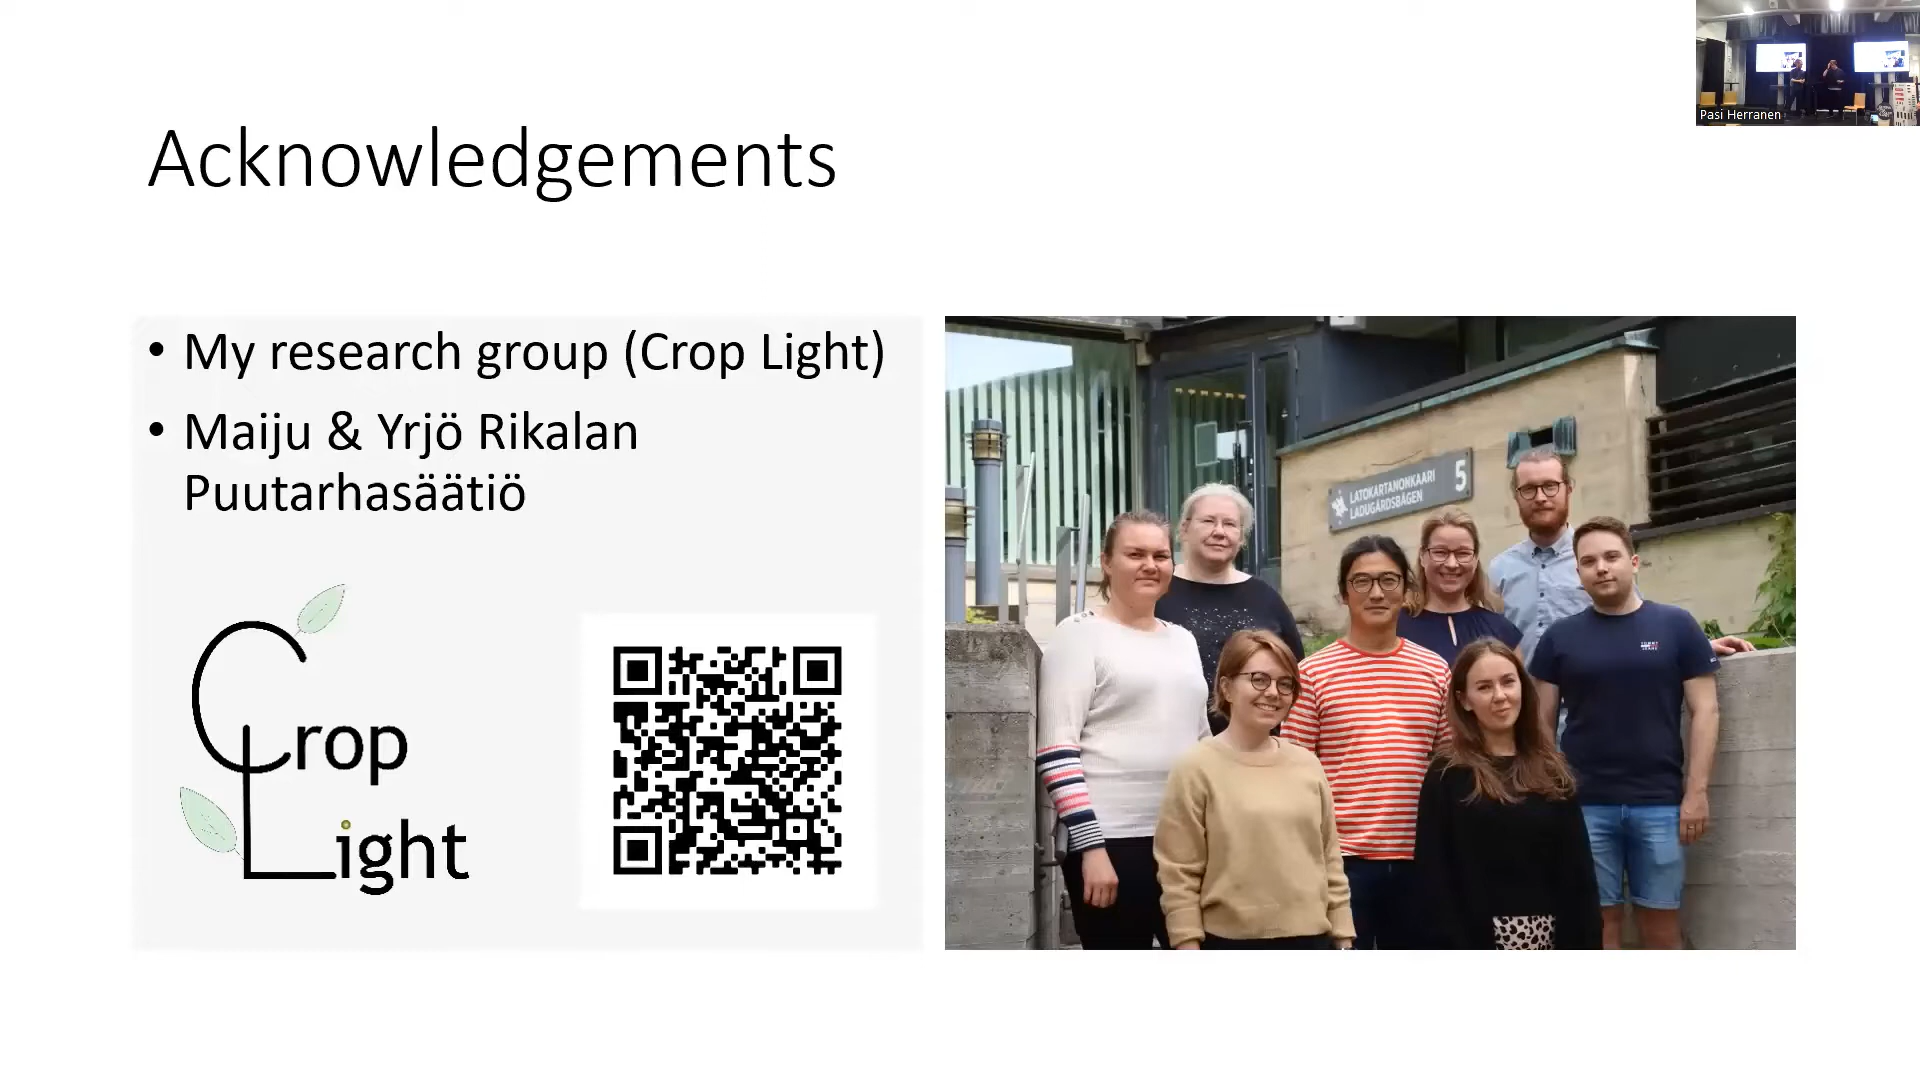 Acknowledgements
• My research group (Crop Light)
• Maiju & Yrjö Rikalan
Puutarhasäätiö
Crop
Light
LATOKARTANONKAARI 5
LADUGÅRDSBÅGEN
Pasi Herranen